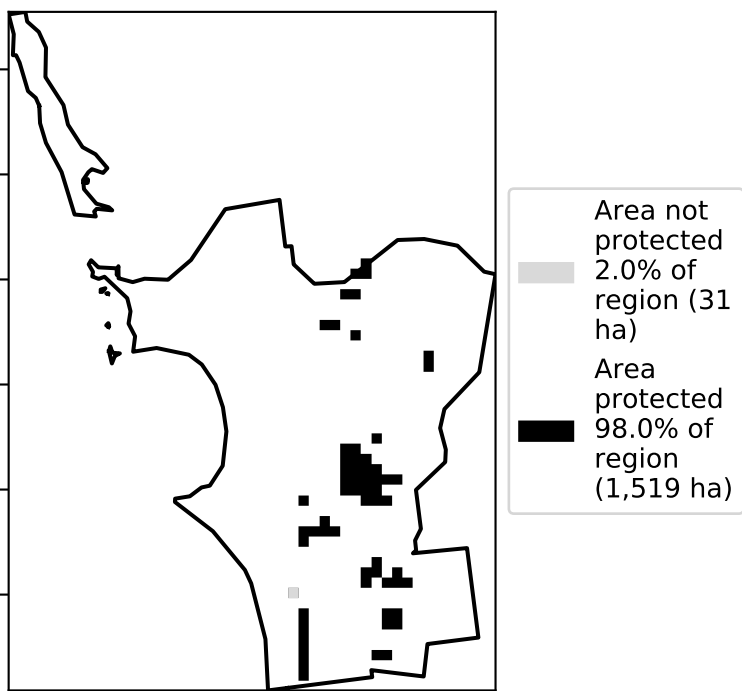 Area not
protected
2.0% of
region (31
ha)
Area
protected
98.0% of
region
(1,519 ha)